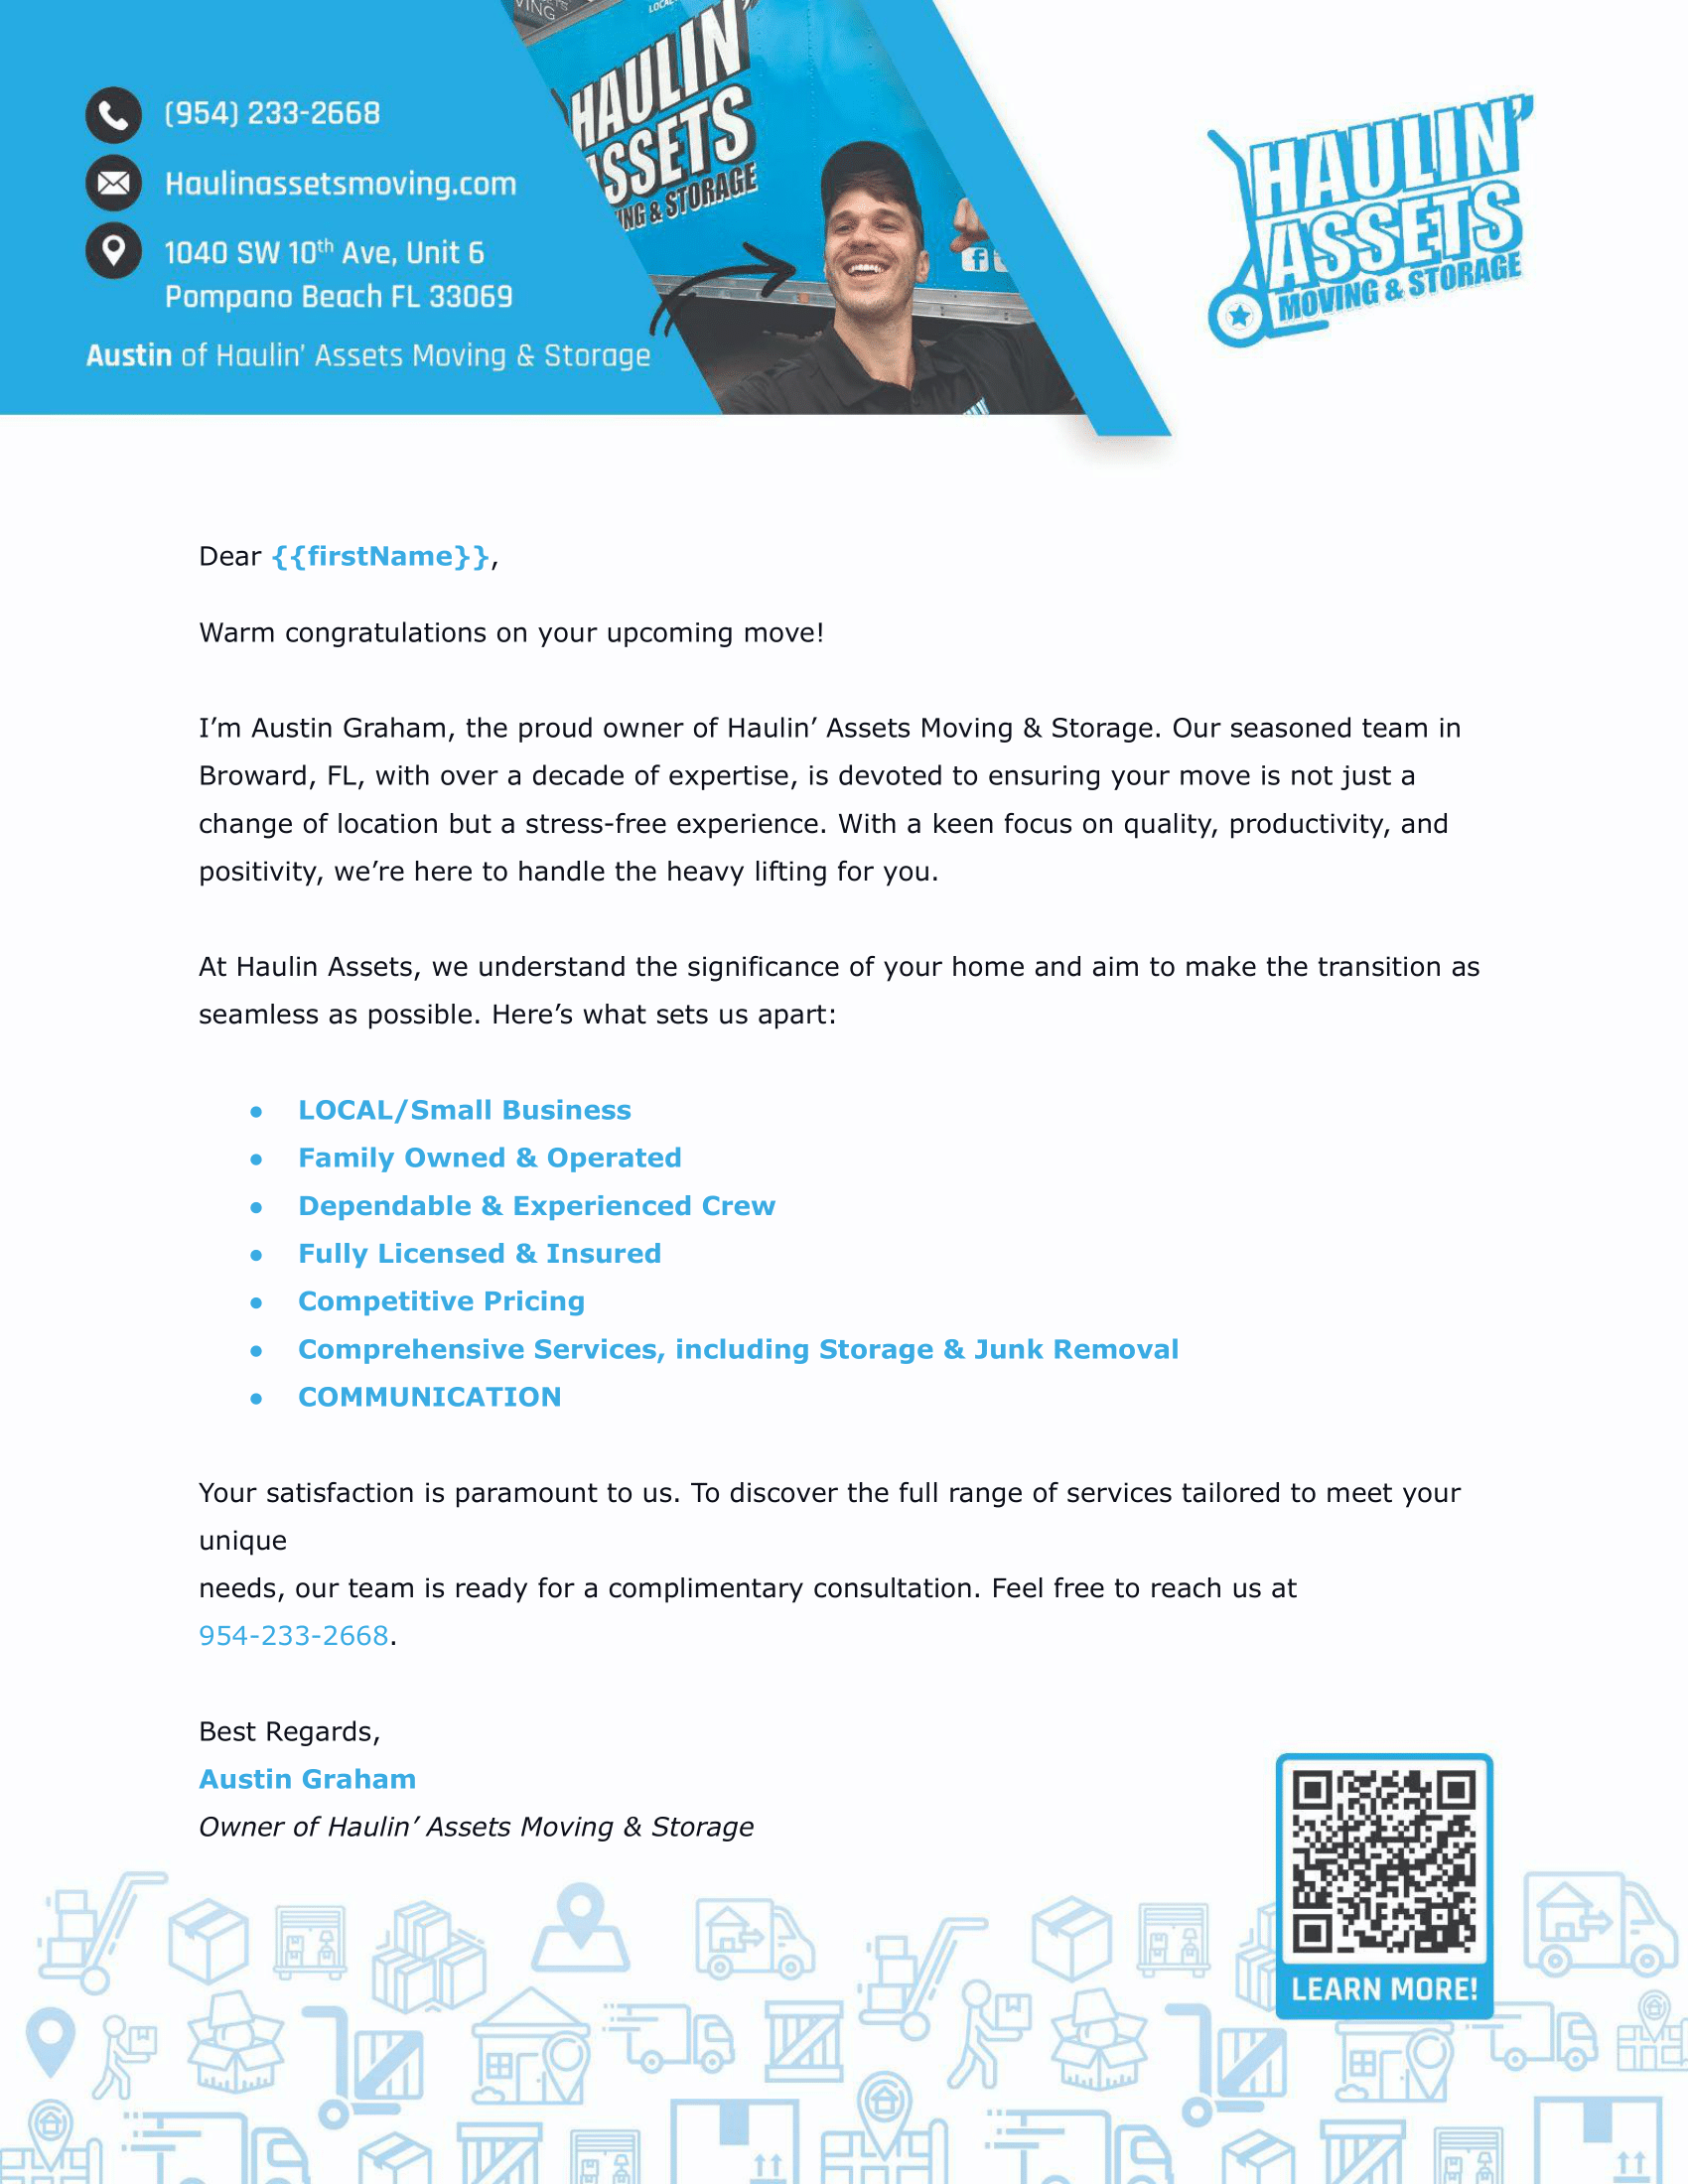 (954) 233-2668
Haulinassetsmoving.com
1040 SW 10th Ave, Unit 6
Pompano Beach FL 33069
Austin of Haulin' Assets Moving & Storage
HAULIN'
ASSETS
& STORAGE
HAULIN'
ASSETS
MOVING & STORAGE
Dear {{firstName}},
Warm congratulations on your upcoming move!
I’m Austin Graham, the proud owner of Haulin’ Assets Moving & Storage. Our seasoned team in
Broward, FL, with over a decade of expertise, is devoted to ensuring your move is not just a
change of location but a stress-free experience. With a keen focus on quality, productivity, and
positivity, we’re here to handle the heavy lifting for you.
At Haulin Assets, we understand the significance of your home and aim to make the transition as
seamless as possible. Here’s what sets us apart:
● LOCAL/Small Business
● Family Owned & Operated
● Dependable & Experienced Crew
● Fully Licensed & Insured
● Competitive Pricing
● Comprehensive Services, including Storage & Junk Removal
● COMMUNICATION
Your satisfaction is paramount to us. To discover the full range of services tailored to meet your
unique
needs, our team is ready for a complimentary consultation. Feel free to reach us at
954-233-2668.
Best Regards,
Austin Graham
Owner of Haulin’ Assets Moving & Storage
LEARN MORE!